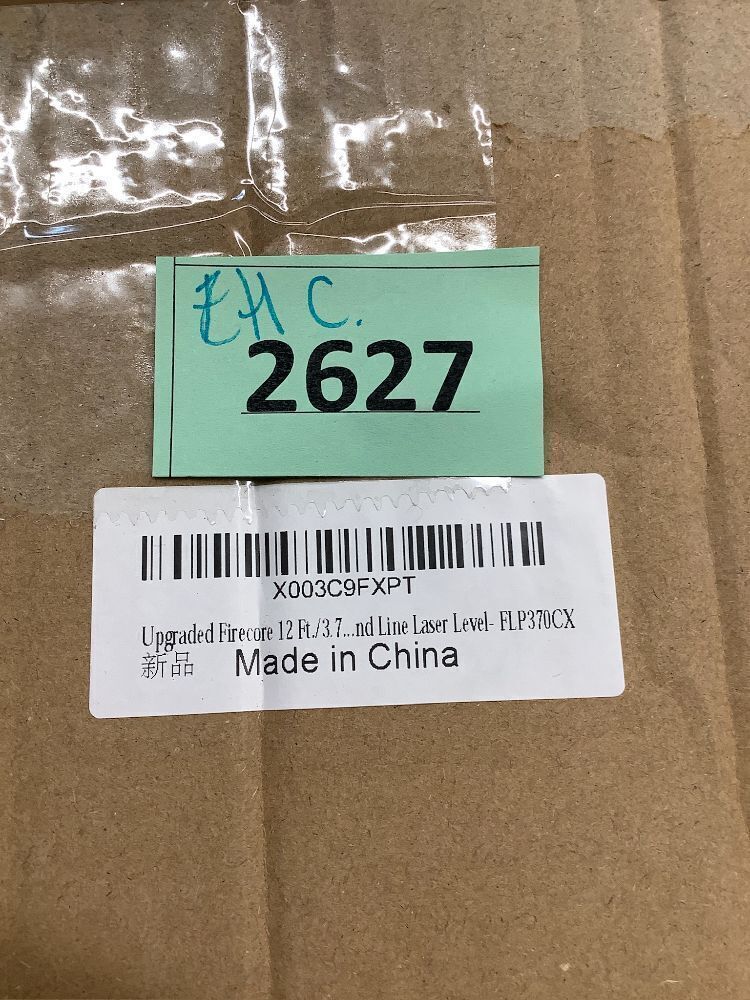 EH C.
2627
X003C9FXPT
Upgraded Firecore 12 Ft./3.7...nd Line Laser Level- FLP370CX
新品 Made in China